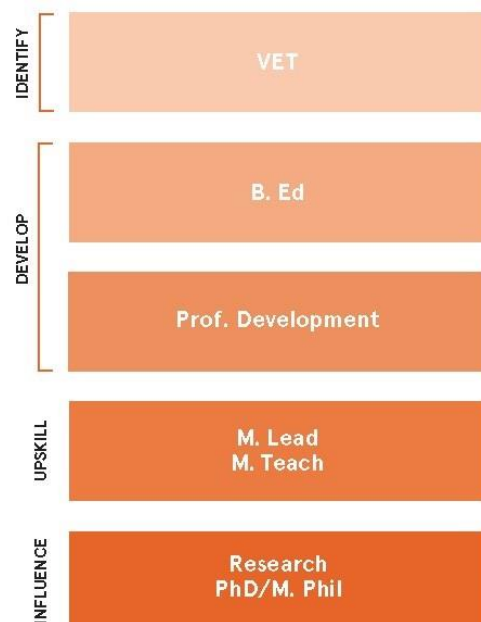 IDENTIFY
VET
DEVELOP
B. Ed
Prof. Development
UPSKILL
M. Lead
M. Teach
INFLUENCE
Research
PhD/M. Phil